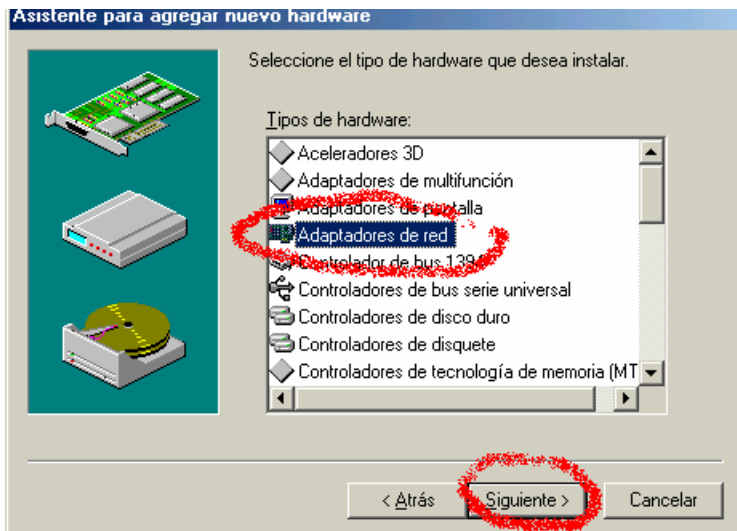 Asistente para agregar nuevo hardware
Seleccione el tipo de hardware que desea instalar.
Tipos de hardware:
Aceleradores 3D
Adaptadores de multifunción
Adaptadores de pantalla
Adaptadores de red
Controlador de bus 1394
Controladores de bus serie universal
Controladores de disco duro
Controladores de disquete
Controladores de tecnología de memoria (MT
< Atrás
Siguiente >
Cancelar